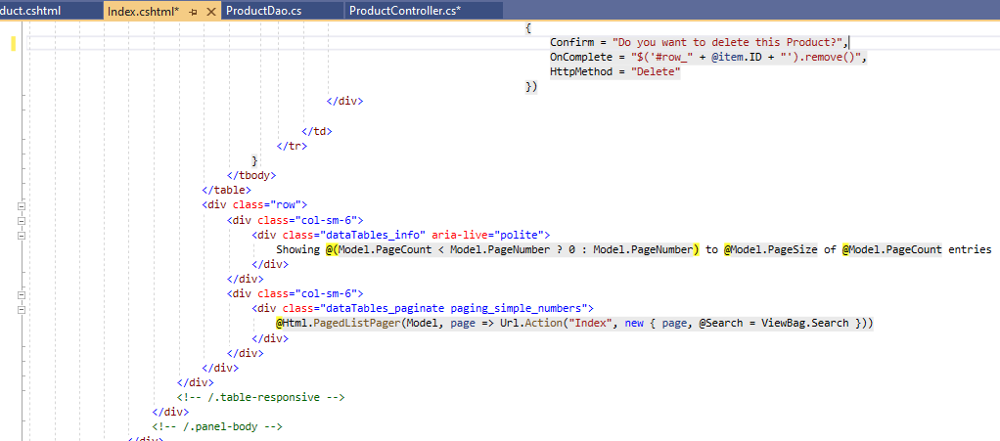 duct.cshtml Index.cshtml* ProductDao.cs ProductController.cs*
{
Confirm = "Do you want to delete this Product?",
OnComplete = "$('#row_" + @item.ID + "').remove()",
HttpMethod = "Delete"
})
</div>
</td>
</tr>
}
</tbody>
</table>
<div class="row">
<div class="col-sm-6">
<div class="dataTables_info" aria-live="polite">
Showing @(Model.PageCount < Model.PageNumber ? 0 : Model.PageNumber) to @Model.PageSize of @Model.PageCount entries
</div>
</div>
<div class="col-sm-6">
<div class="dataTables_paginate paging_simple_numbers">
@Html.PagedListPager(Model, page => Url.Action("Index", new { page, @Search = ViewBag.Search }))
</div>
</div>
</div>
</div>
<!-- /.table-responsive -->
</div>
<!-- /.panel-body -->
</div>